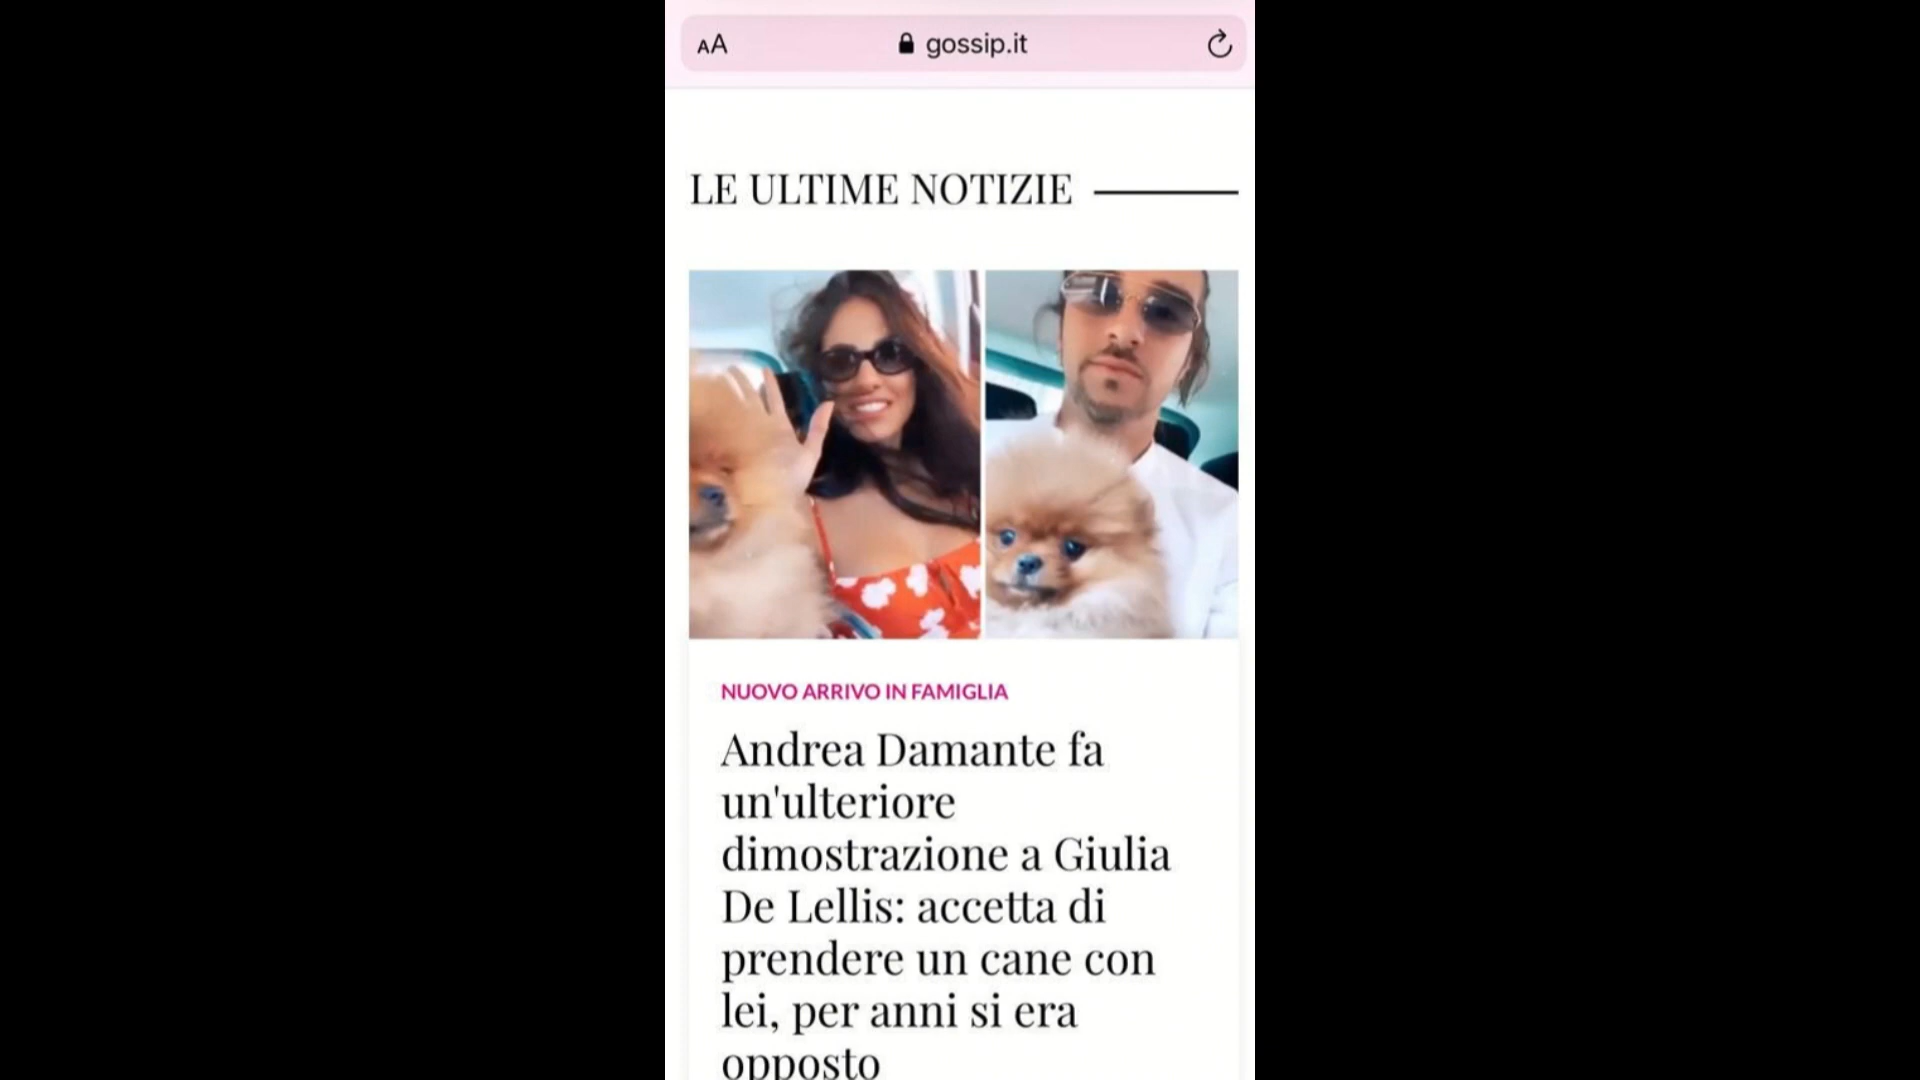 AA gossip.it
LE ULTIME NOTIZIE
NUOVO ARRIVO IN FAMIGLIA
Andrea Damante fa
un'ulteriore
dimostrazione a Giulia
De Lellis: accetta di
prendere un cane con
lei, per anni si era
opposto